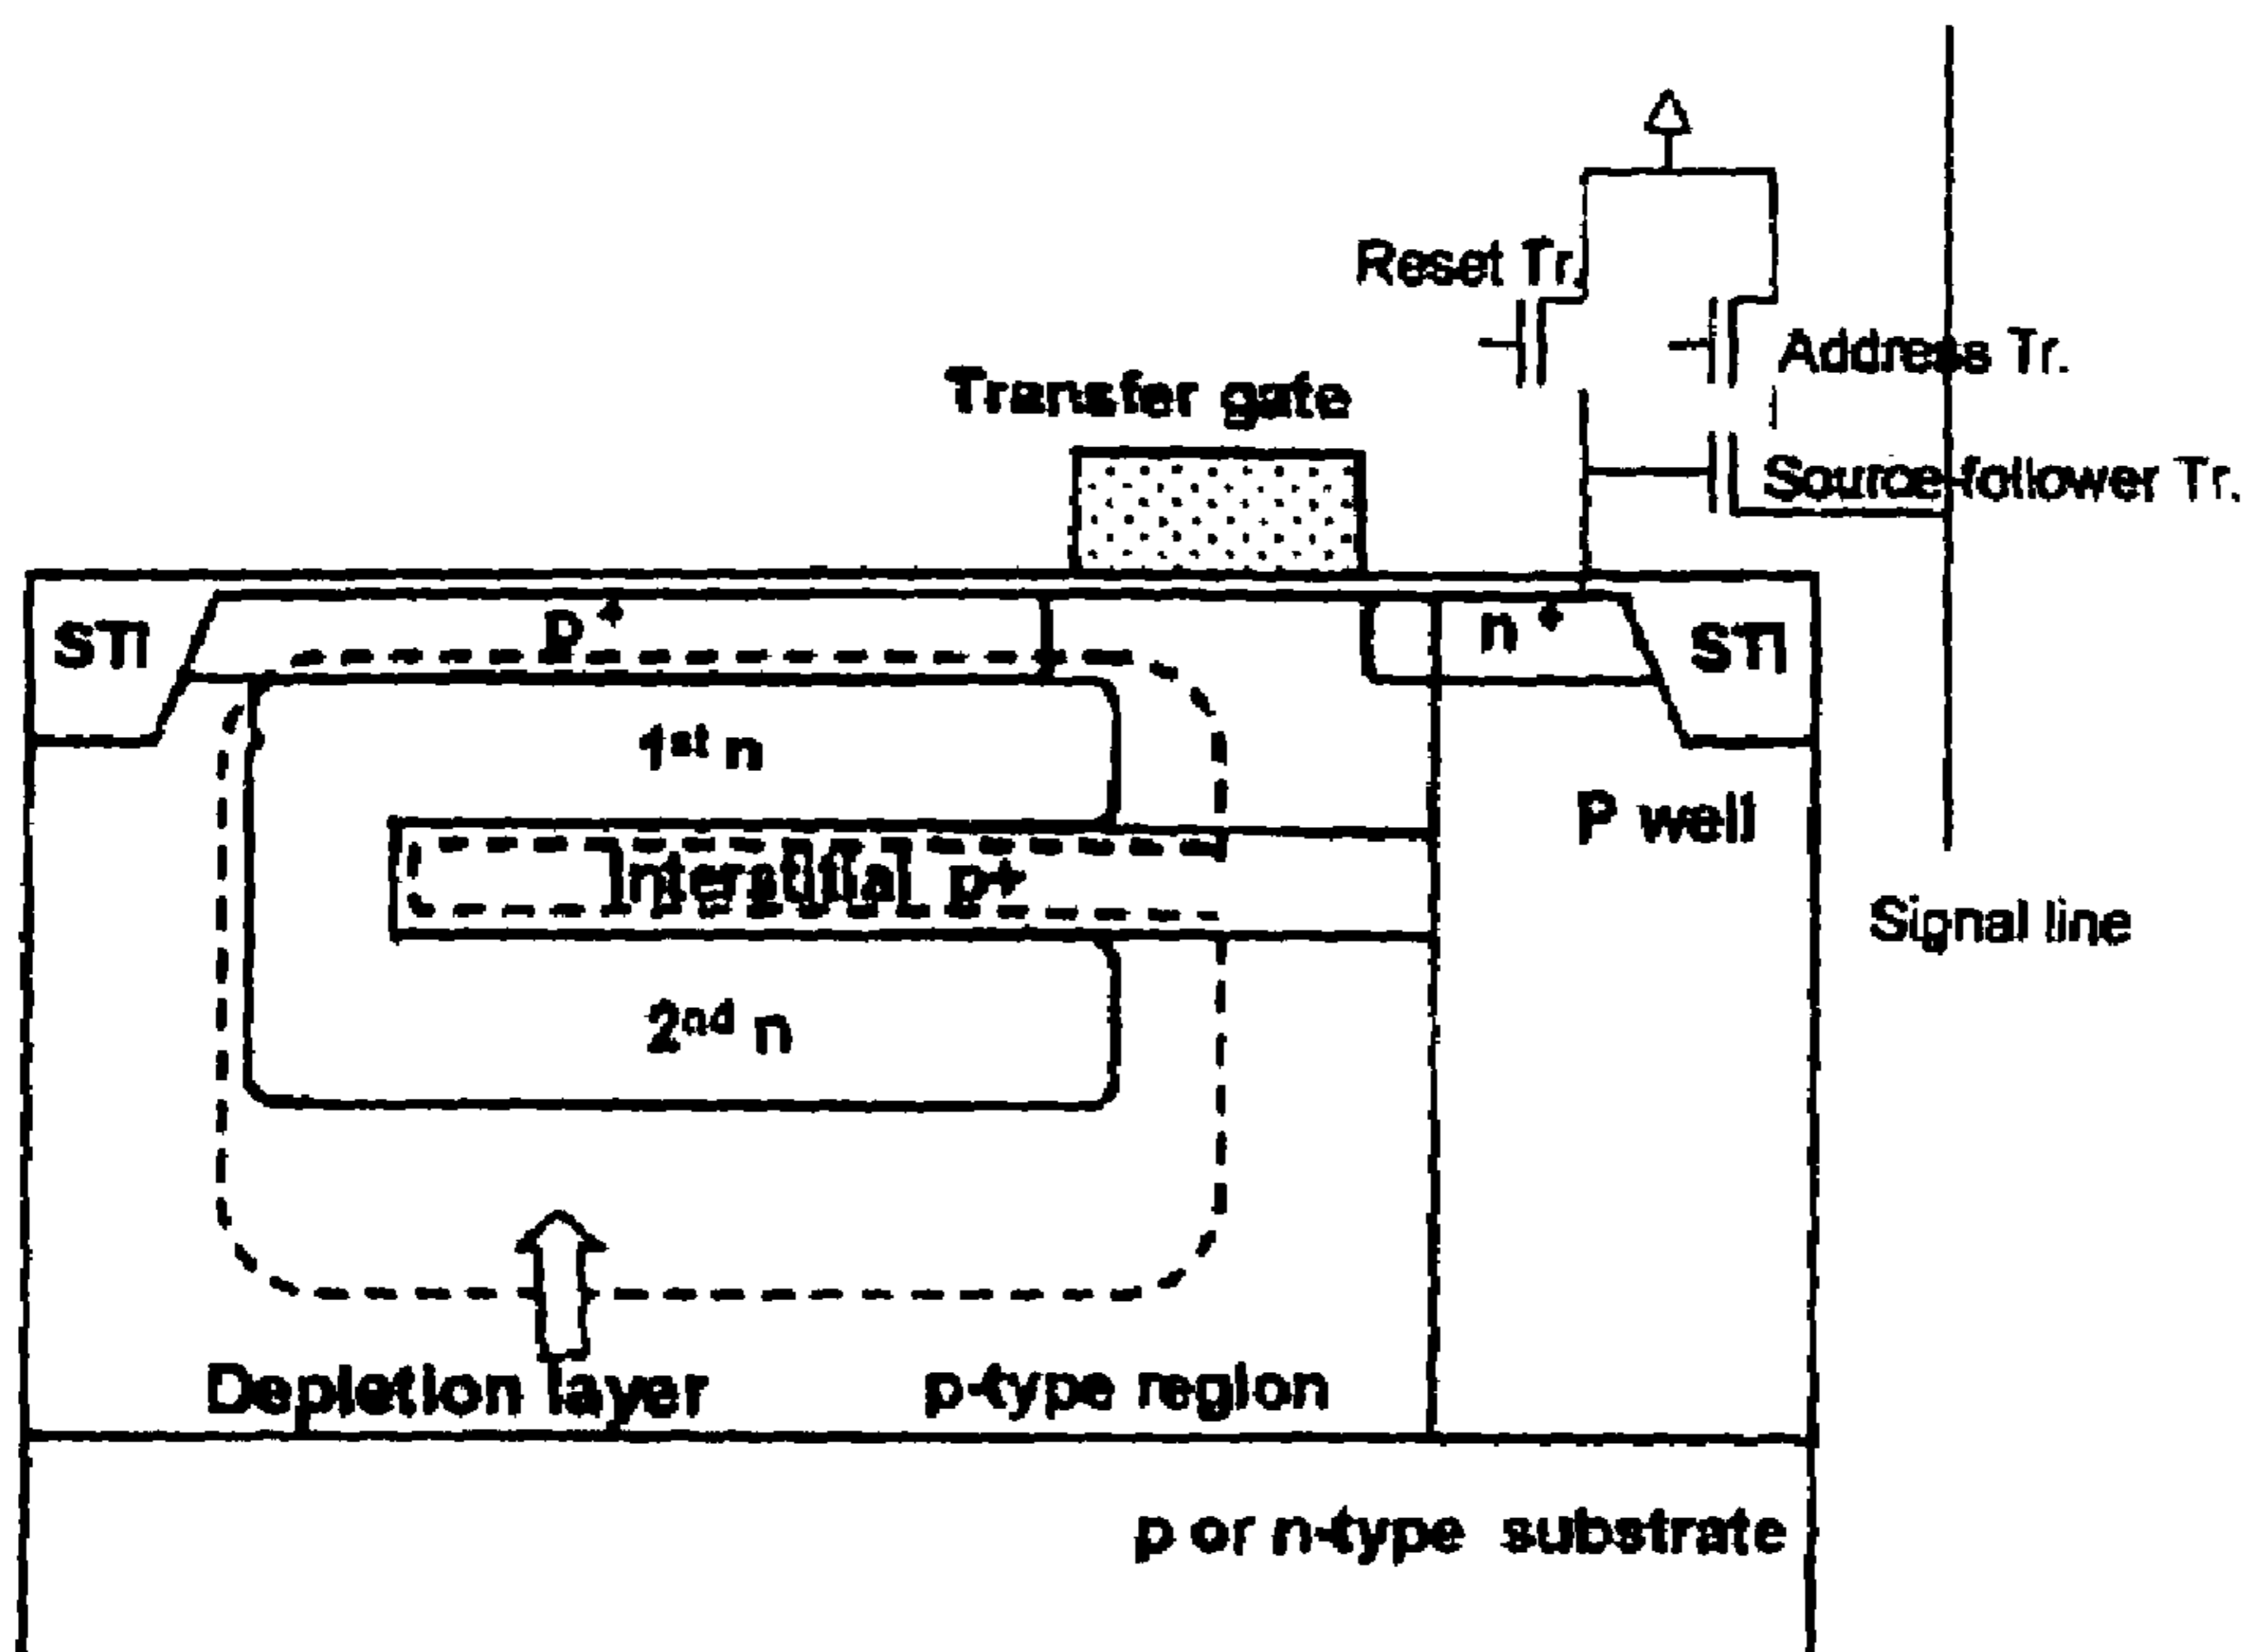 Reset Tr.
Address Tr.
Transfer gate
Source-follower Tr.
STI
p+
n+
STI
1st n
P well
Interstitial p+
Signal line
2nd n
Depletion layer
p-type region
p or n-type substrate